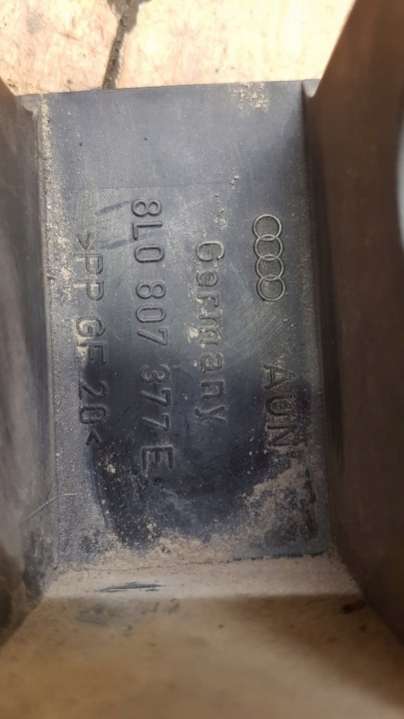 AUDI
Germany
8L0 807 377 E
>PP GF 20<